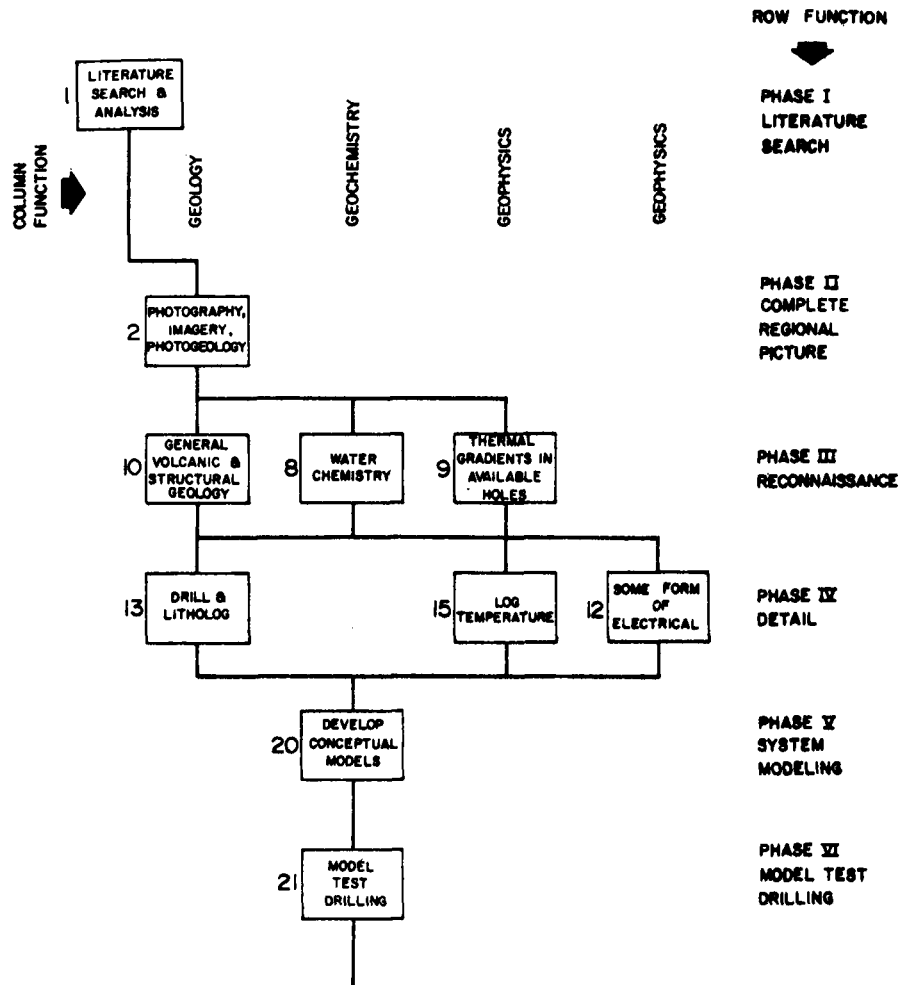 ROW FUNCTION
LITERATURE
SEARCH &
ANALYSIS
1
PHASE I
LITERATURE
SEARCH
COLUMN
FUNCTION
GEOLOGY
GEOCHEMISTRY
GEOPHYSICS
GEOPHYSICS
2
PHOTOGRAPHY,
IMAGERY,
PHOTOGEOLOGY
PHASE II
COMPLETE
REGIONAL
PICTURE
10
GENERAL
VOLCANIC &
STRUCTURAL
GEOLOGY
8
WATER
CHEMISTRY
9
THERMAL
GRADIENTS IN
AVAILABLE
HOLES
PHASE III
RECONNAISSANCE
13
DRILL &
LITHOLOG
15
LOG
TEMPERATURE
12
SOME FORM
OF
ELECTRICAL
PHASE IV
DETAIL
20
DEVELOP
CONCEPTUAL
MODELS
PHASE V
SYSTEM
MODELING
21
MODEL
TEST
DRILLING
PHASE VI
MODEL TEST
DRILLING